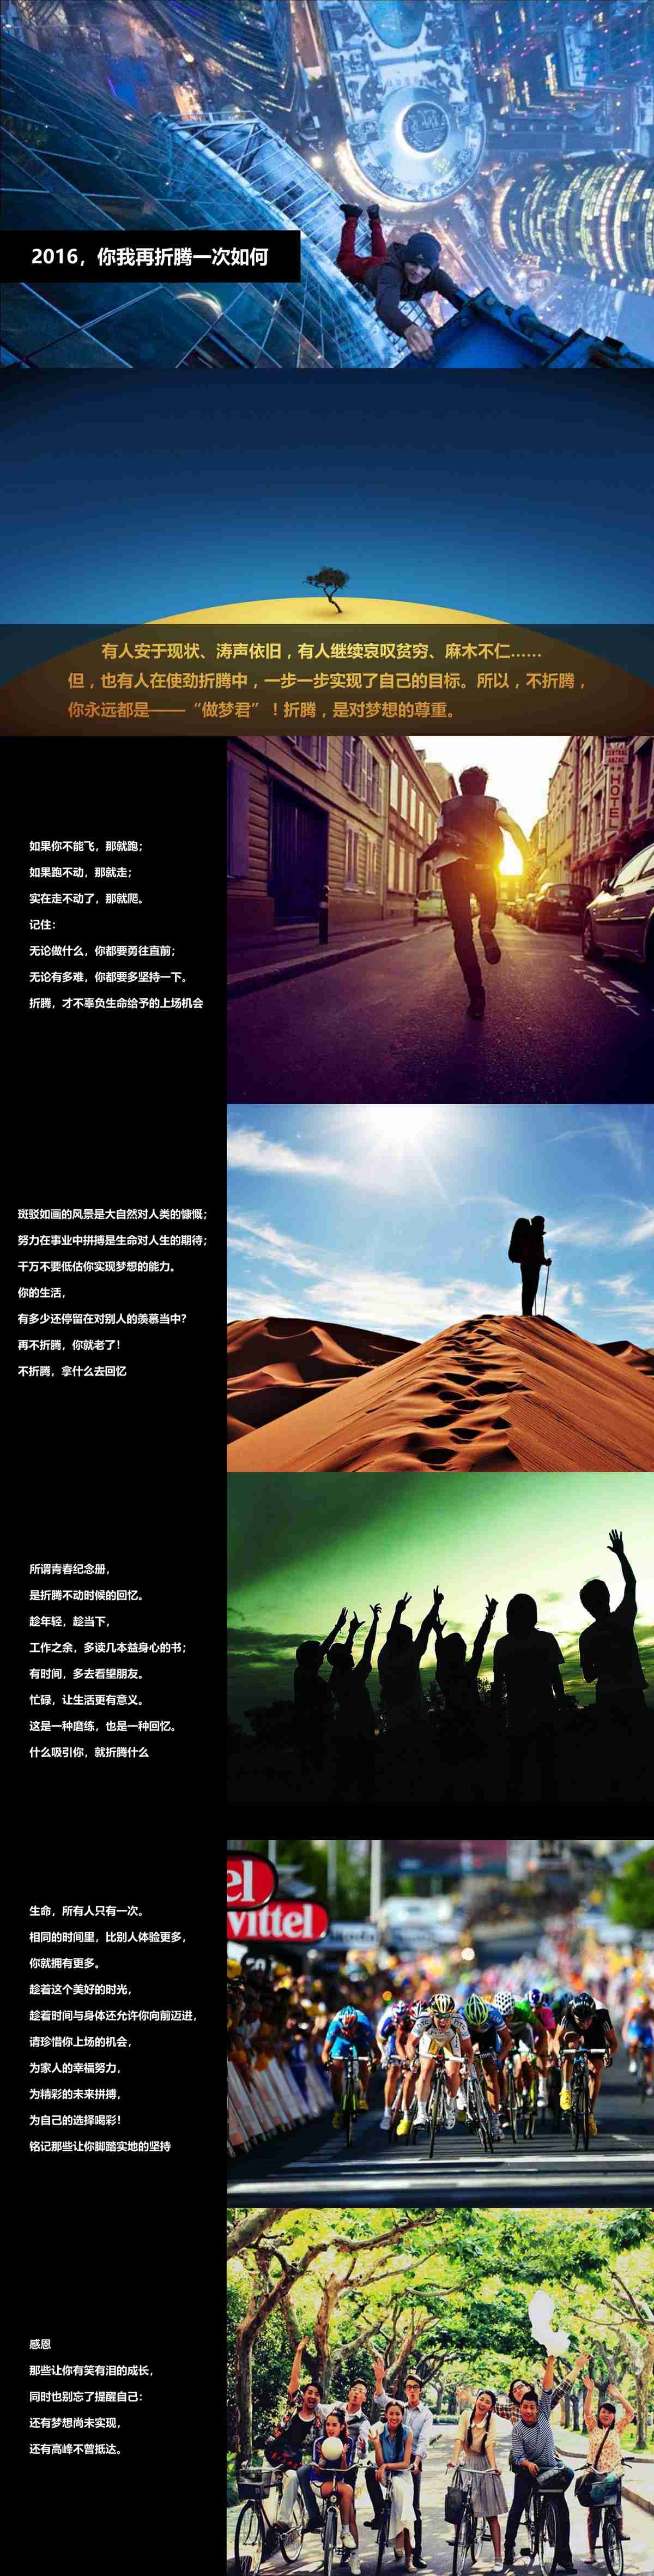 2016，你我再折腾一次如何
有人安于现状、涛声依旧，有人继续哀叹贫穷、麻木不仁……
但，也有人在使劲折腾中，一步一步实现了自己的目标。所以，不折腾，
你永远都是——“做梦君”！折腾，是对梦想的尊重。
CENTRAL
ANZAC
HOTEL
如果你不能飞，那就跑；
如果跑不动，那就走；
实在走不动了，那就爬。
记住：
无论做什么，你都要勇往直前；
无论有多难，你都要多坚持一下。
折腾，才不辜负生命给予的上场机会
斑驳如画的风景是大自然对人类的慷慨；
努力在事业中拼搏是生命对人生的期待；
千万不要低估你实现梦想的能力。
你的生活，
有多少还停留在对别人的羡慕当中？
再不折腾，你就老了！
不折腾，拿什么去回忆
所谓青春纪念册，
是折腾不动时候的回忆。
趁年轻，趁当下，
工作之余，多读几本益身心的书；
有时间，多去看望朋友。
忙碌，让生活更有意义。
这是一种磨练，也是一种回忆。
什么吸引你，就折腾什么
el
vittel
生命，所有人只有一次。
相同的时间里，比别人体验更多，
你就拥有更多。
趁着这个美好的时光，
趁着时间与身体还允许你向前迈进，
请珍惜你上场的机会，
为家人的幸福努力，
为精彩的未来拼搏，
为自己的选择喝彩！
铭记那些让你脚踏实地的坚持
感恩
那些让你有笑有泪的成长，
同时也别忘了提醒自己：
还有梦想尚未实现，
还有高峰不曾抵达。